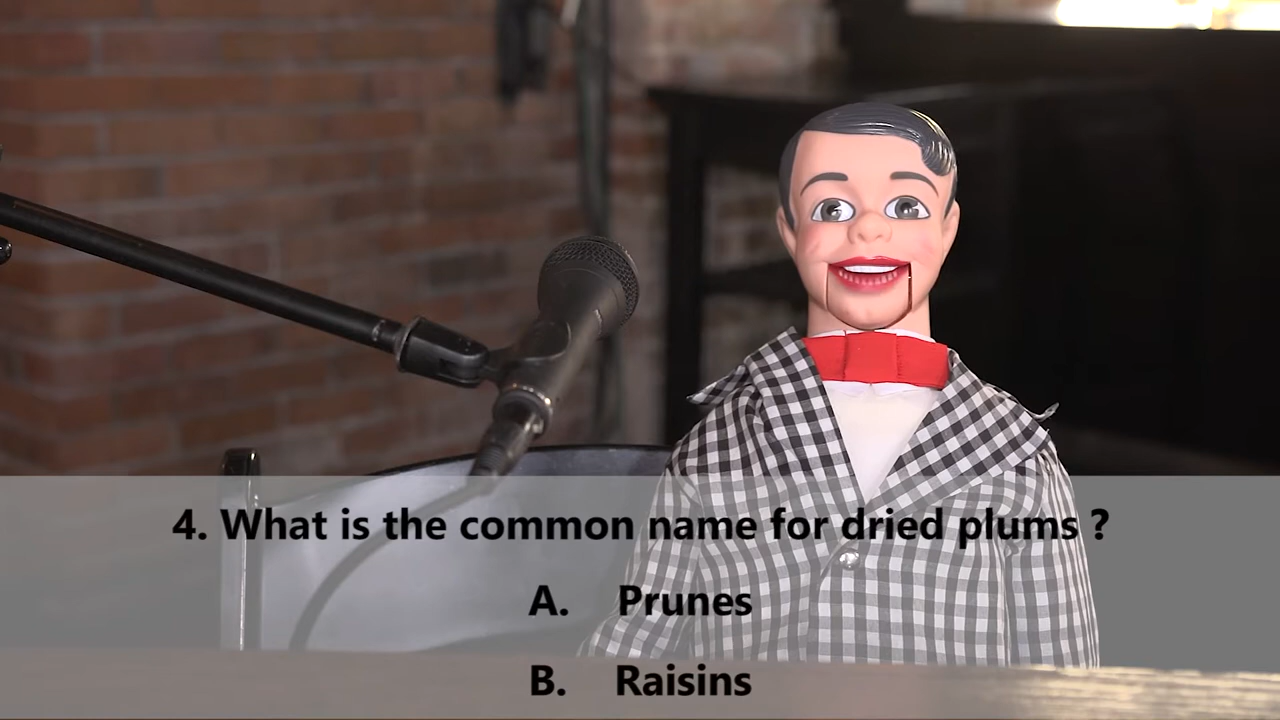 4. What is the common name for dried plums ?
A. Prunes
B. Raisins